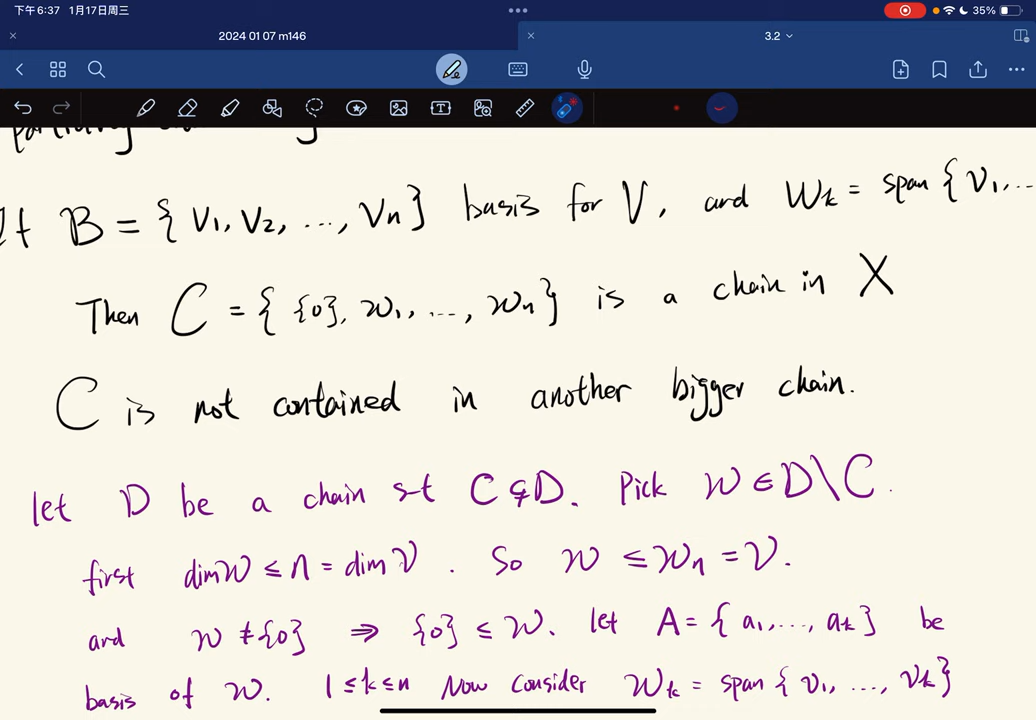 下午6:37 1月17日周三
35%
2024 01 07 m146
3.2
If B = { v1, v2, ..., vn } basis for V, and Wk = span { v1, ...
Then C = { {0}, W1, ..., Wn } is a chain in X
C is not contained in another bigger chain.
let D be a chain st C ⊊ D. Pick W ∈ D \ C.
first dim W ≤ n = dim V. So W ≤ Wn = V.
and W ≠ {0} ⇒ {0} ≤ W. let A = { a1, ..., ak } be
basis of W. 1 ≤ k ≤ n Now consider Wk = span { v1, ..., vk }